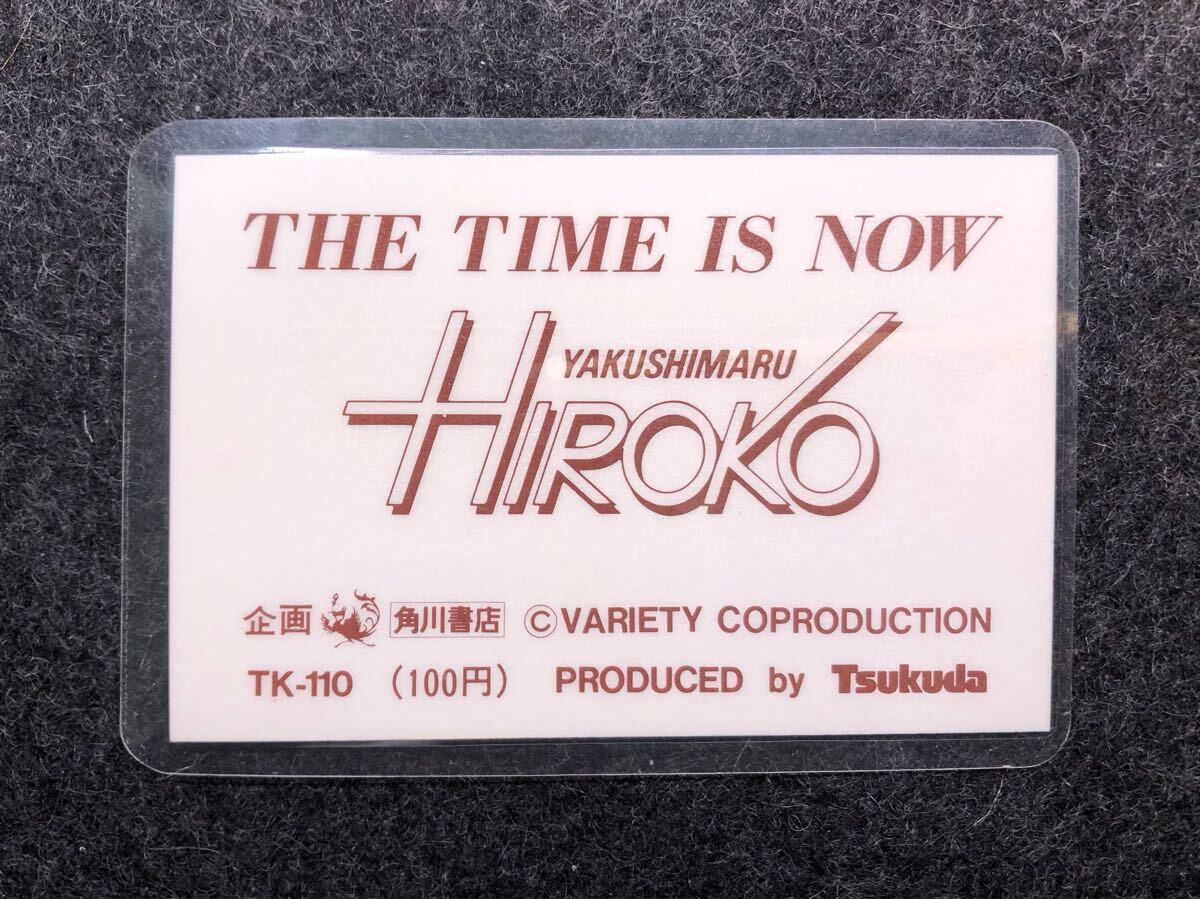 THE TIME IS NOW
YAKUSHIMARU
HIROKO
企画 角川書店 ©VARIETY COPRODUCTION
TK-110 (100円) PRODUCED by Tsukuda